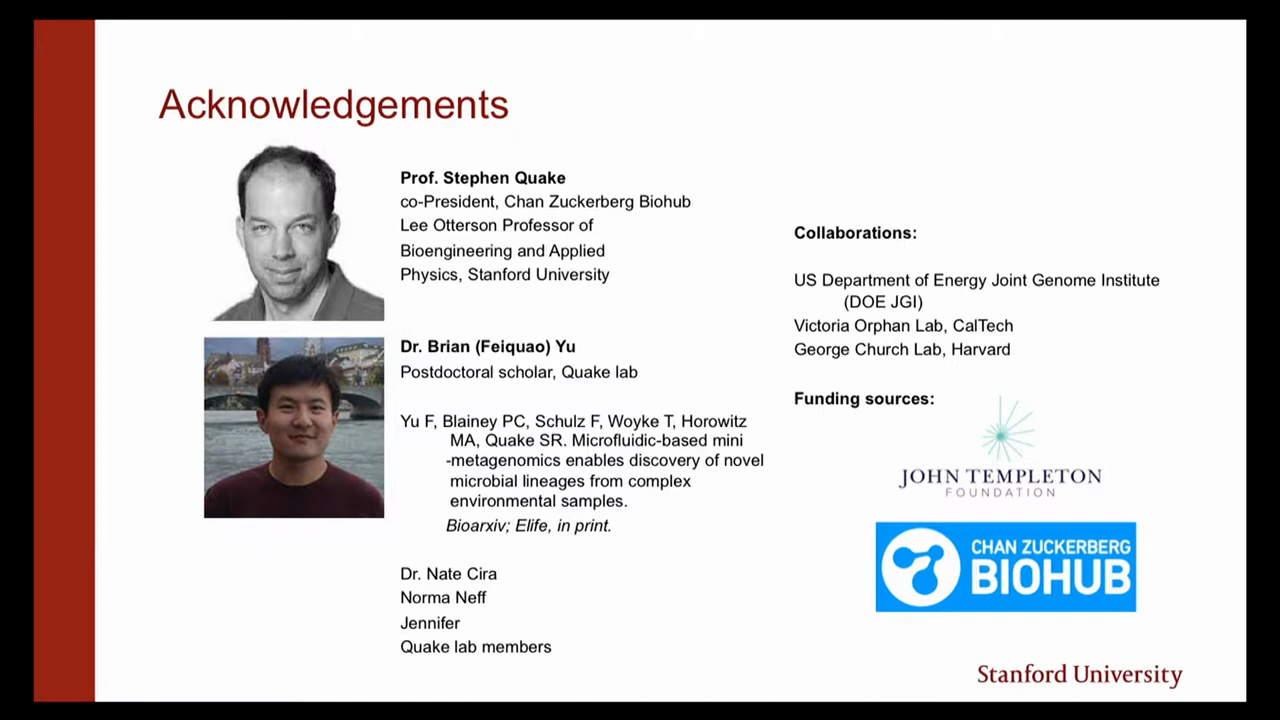 Acknowledgements
Prof. Stephen Quake
co-President, Chan Zuckerberg Biohub
Lee Otterson Professor of
Bioengineering and Applied
Physics, Stanford University
Dr. Brian (Feiquao) Yu
Postdoctoral scholar, Quake lab
Yu F, Blainey PC, Schulz F, Woyke T, Horowitz
MA, Quake SR. Microfluidic-based mini
-metagenomics enables discovery of novel
microbial lineages from complex
environmental samples.
Bioarxiv; Elife, in print.
Dr. Nate Cira
Norma Neff
Jennifer
Quake lab members
Collaborations:
US Department of Energy Joint Genome Institute
(DOE JGI)
Victoria Orphan Lab, CalTech
George Church Lab, Harvard
Funding sources:
JOHN TEMPLETON
FOUNDATION
CHAN ZUCKERBERG
BIOHUB
Stanford University